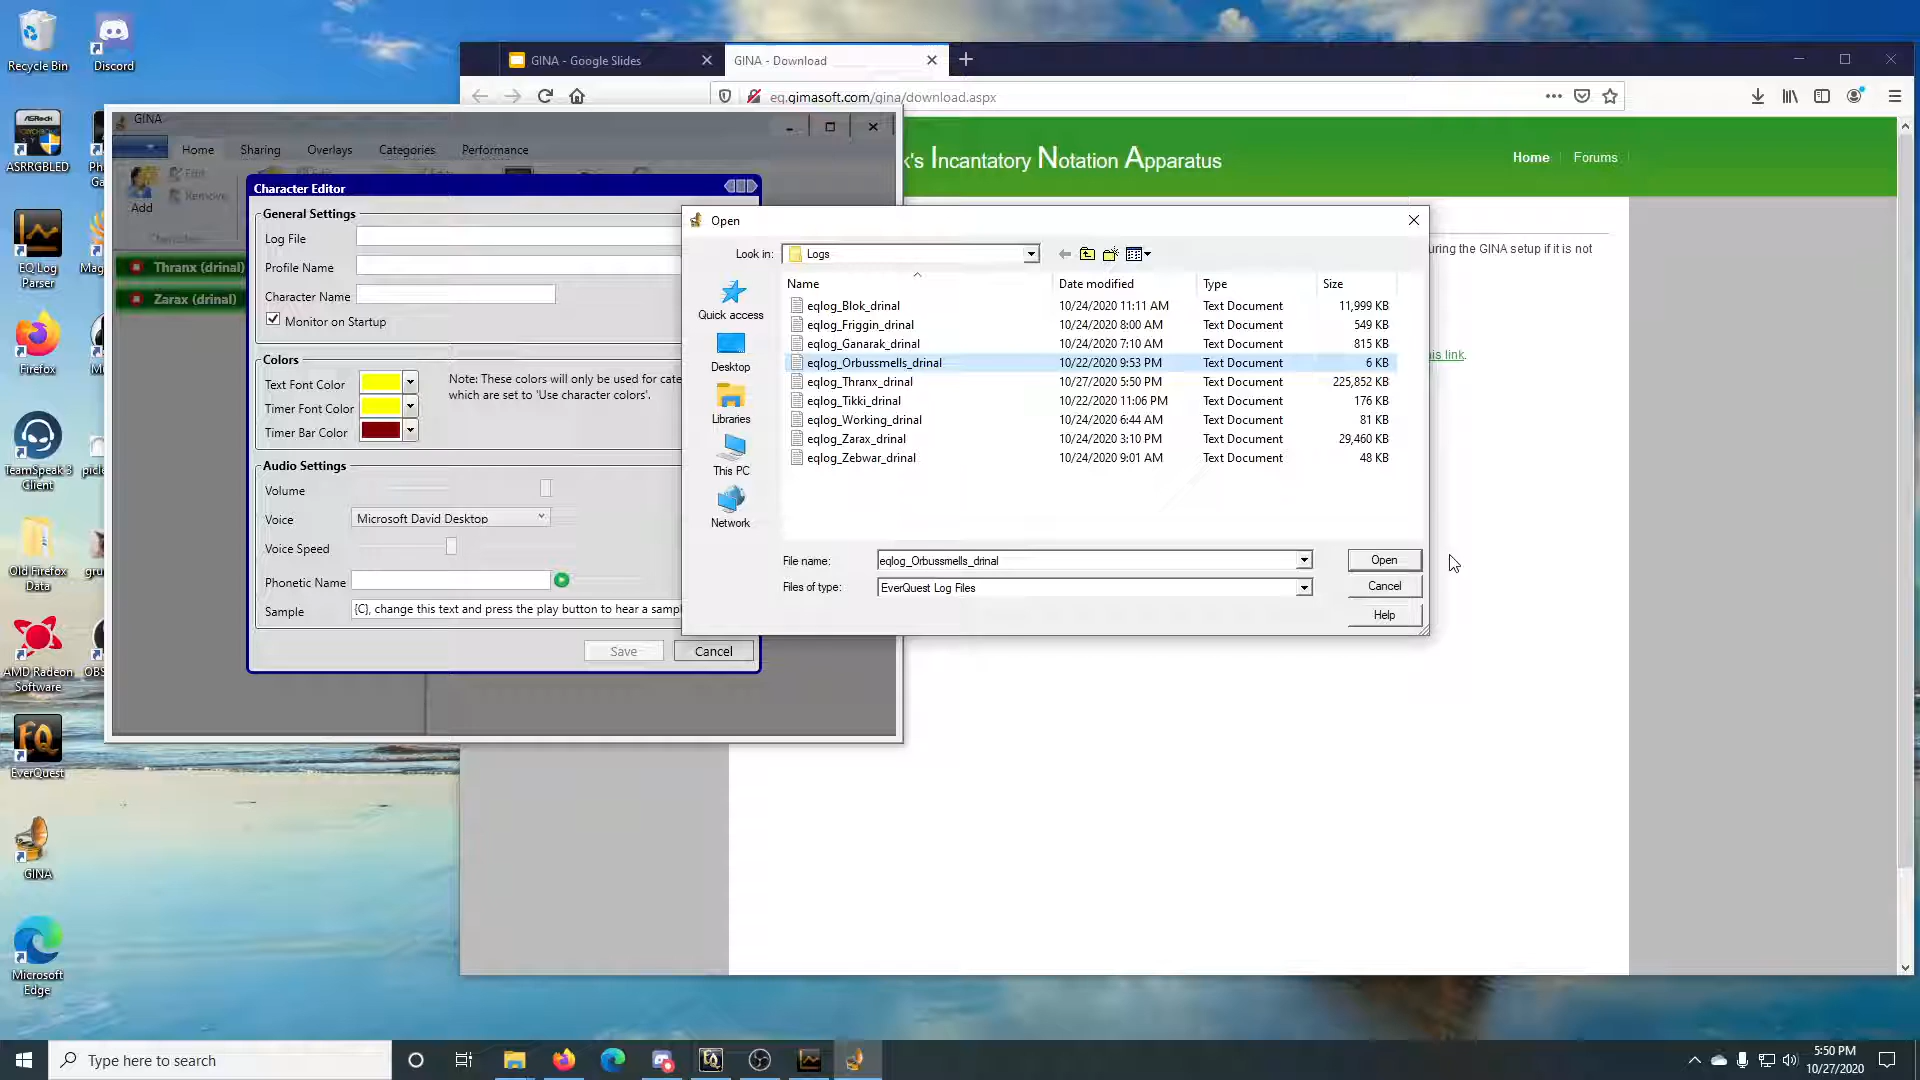 Recycle Bin
Discord
ASRock
ASRRGBLED
EQ Log
Parser
Firefox
TeamSpeak 3
Client
Old Firefox
Data
AMD Radeon
Software
EverQuest
GINA
Microsoft
Edge
GINA - Google Slides
GINA - Download
eq.gimasoft.com/gina/download.aspx
k's Incantatory Notation Apparatus
Home
Forums
uring the GINA setup if it is not
is link.
GINA
Home
Sharing
Overlays
Categories
Performance
Add
Edit
Remove
Thranx (drinal)
Zarax (drinal)
Character Editor
General Settings
Log File
Profile Name
Character Name
Monitor on Startup
Colors
Text Font Color
Timer Font Color
Timer Bar Color
Note: These colors will only be used for cate
which are set to 'Use character colors'.
Audio Settings
Volume
Voice
Microsoft David Desktop
Voice Speed
Phonetic Name
Sample
{C}, change this text and press the play button to hear a sampl
Save
Cancel
Open
Look in:
Logs
Quick access
Desktop
Libraries
This PC
Network
Name Date modified Type Size
eqlog_Blok_drinal 10/24/2020 11:11 AM Text Document 11,999 KB
eqlog_Friggin_drinal 10/24/2020 8:00 AM Text Document 549 KB
eqlog_Ganarak_drinal 10/24/2020 7:10 AM Text Document 815 KB
eqlog_Orbussmells_drinal 10/22/2020 9:53 PM Text Document 6 KB
eqlog_Thranx_drinal 10/27/2020 5:50 PM Text Document 225,852 KB
eqlog_Tikki_drinal 10/22/2020 11:06 PM Text Document 176 KB
eqlog_Working_drinal 10/24/2020 6:44 AM Text Document 81 KB
eqlog_Zarax_drinal 10/24/2020 3:10 PM Text Document 29,460 KB
eqlog_Zebwar_drinal 10/24/2020 9:01 AM Text Document 48 KB
File name:
eqlog_Orbussmells_drinal
Open
Files of type:
EverQuest Log Files
Cancel
Help
Type here to search
5:50 PM
10/27/2020